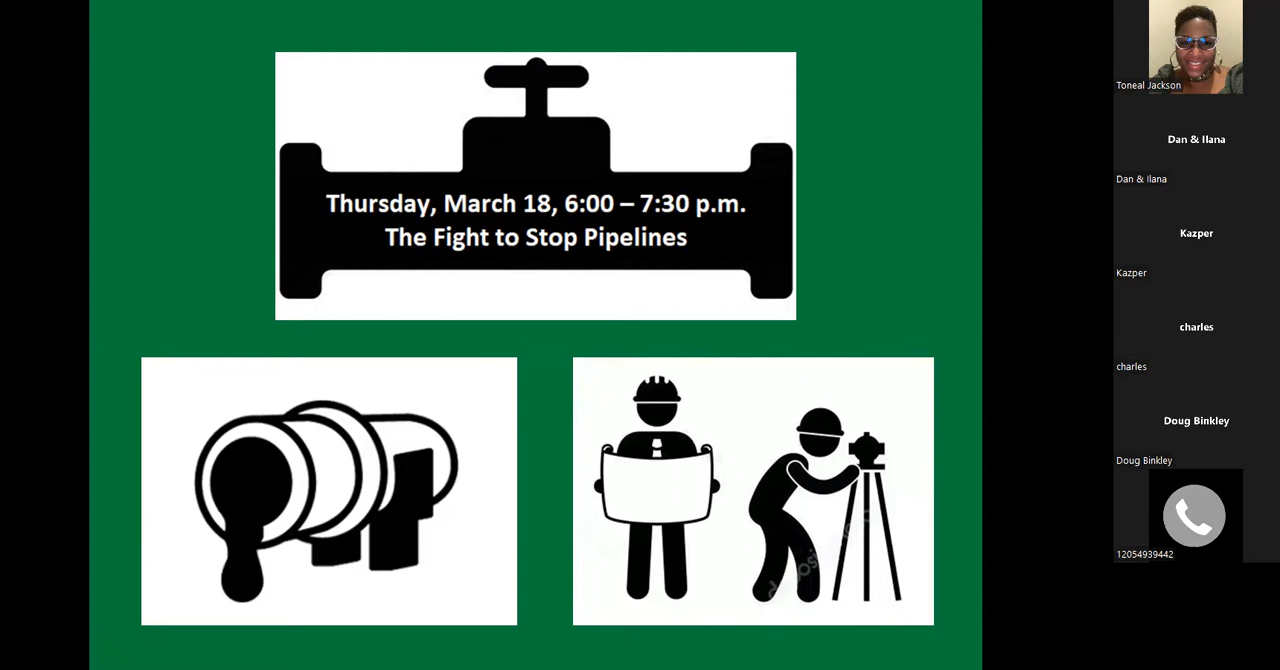 Thursday, March 18, 6:00 – 7:30 p.m.
The Fight to Stop Pipelines
Toneal Jackson
Dan & Ilana
Dan & Ilana
Kazper
Kazper
charles
charles
Doug Binkley
Doug Binkley
12054939442